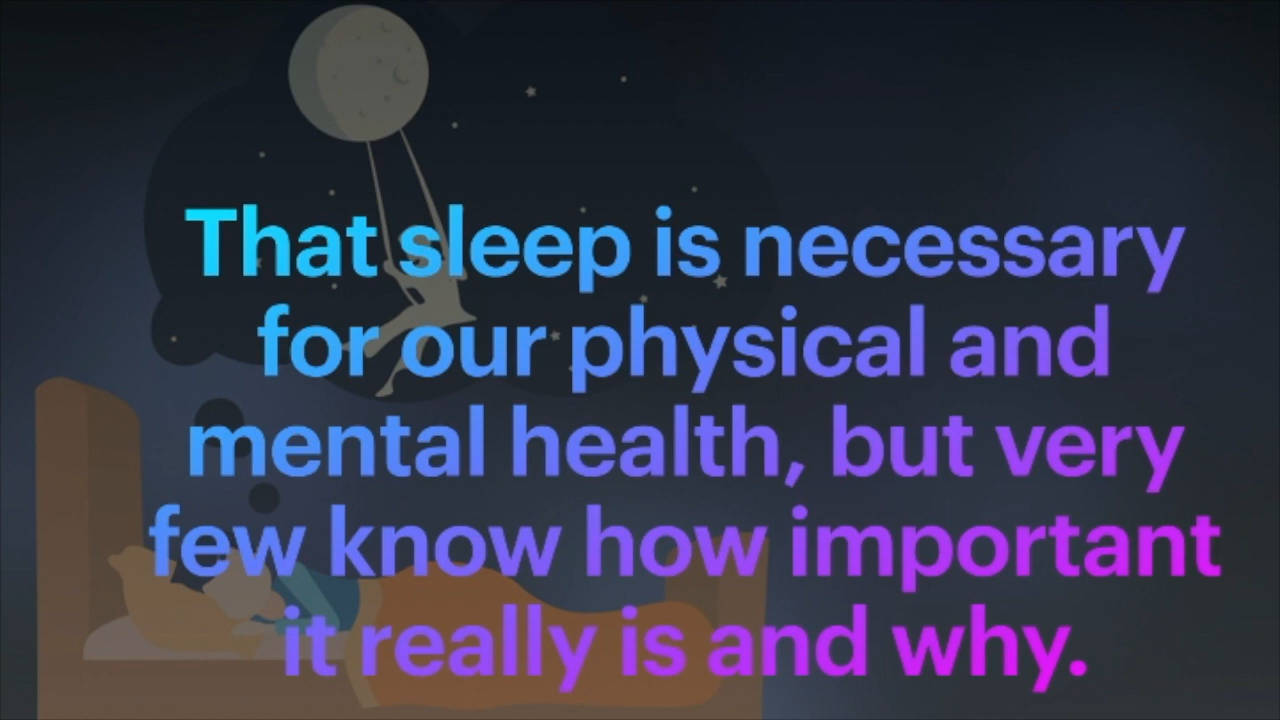 That sleep is necessary
for our physical and
mental health, but very
few know how important
it really is and why.